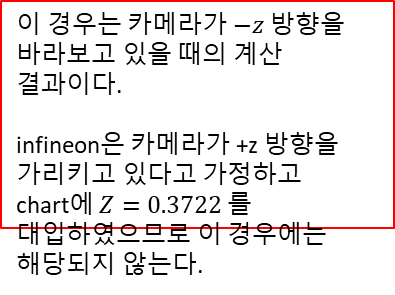 이 경우는 카메라가 −z 방향을
바라보고 있을 때의 계산
결과이다.
infineon은 카메라가 +z 방향을
가리키고 있다고 가정하고
chart에 Z = 0.3722 를
대입하였으므로 이 경우에는
해당되지 않는다.